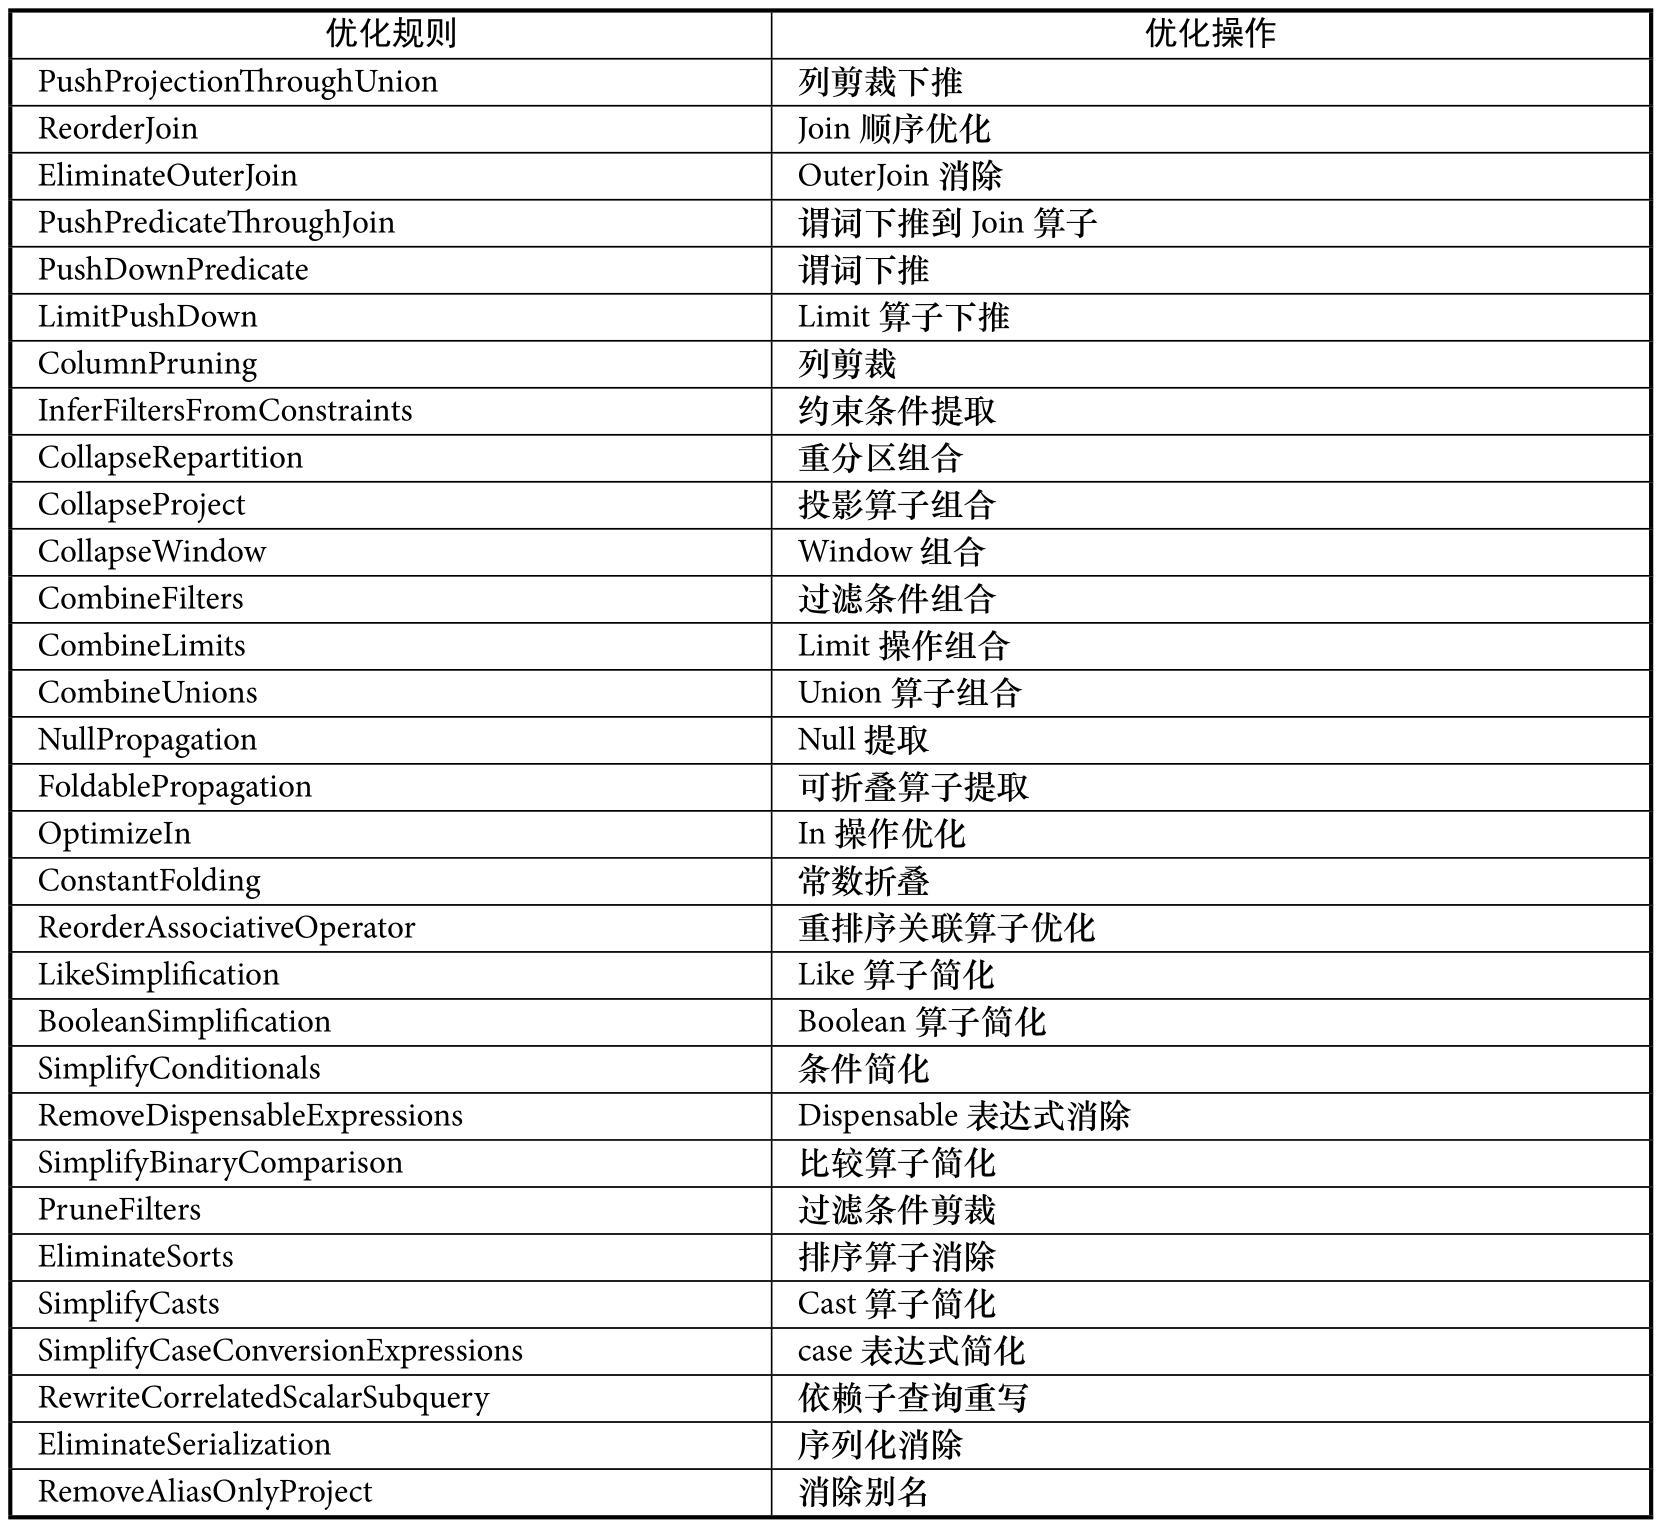 优化规则 优化操作
PushProjectionThroughUnion 列剪裁下推
ReorderJoin Join 顺序优化
EliminateOuterJoin OuterJoin 消除
PushPredicateThroughJoin 谓词下推到 Join 算子
PushDownPredicate 谓词下推
LimitPushDown Limit 算子下推
ColumnPruning 列剪裁
InferFiltersFromConstraints 约束条件提取
CollapseRepartition 重分区组合
CollapseProject 投影算子组合
CollapseWindow Window 组合
CombineFilters 过滤条件组合
CombineLimits Limit 操作组合
CombineUnions Union 算子组合
NullPropagation Null 提取
FoldablePropagation 可折叠算子提取
OptimizeIn In 操作优化
ConstantFolding 常数折叠
ReorderAssociativeOperator 重排序关联算子优化
LikeSimplification Like 算子简化
BooleanSimplification Boolean 算子简化
SimplifyConditionals 条件简化
RemoveDispensableExpressions Dispensable 表达式消除
SimplifyBinaryComparison 比较算子简化
PruneFilters 过滤条件剪裁
EliminateSorts 排序算子消除
SimplifyCasts Cast 算子简化
SimplifyCaseConversionExpressions case 表达式简化
RewriteCorrelatedScalarSubquery 依赖子查询重写
EliminateSerialization 序列化消除
RemoveAliasOnlyProject 消除别名